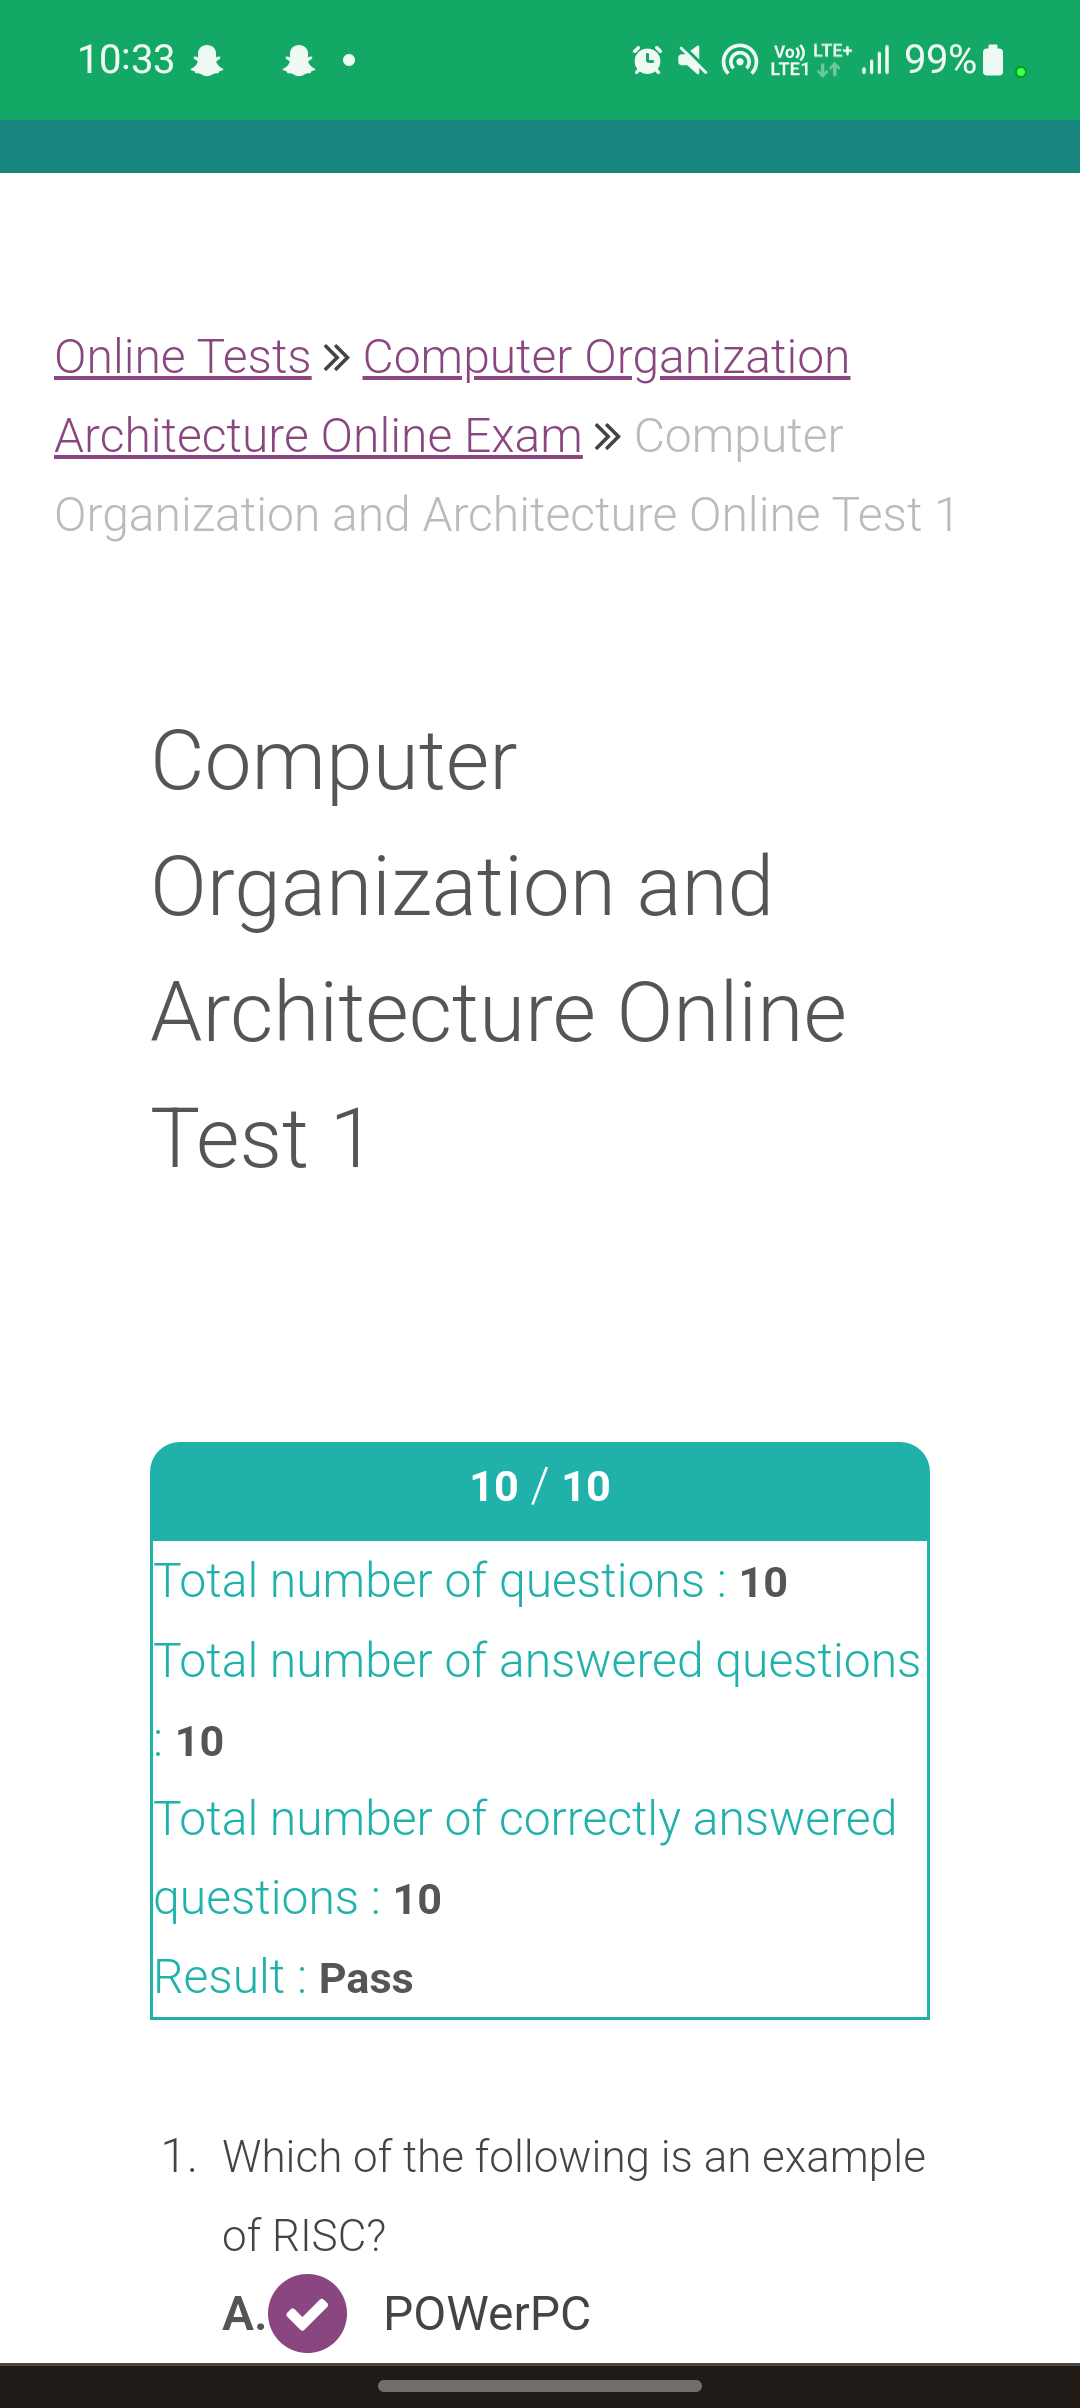 10:33
Vo)) LTE+
LTE1
99%
Online Tests » Computer Organization
Architecture Online Exam » Computer
Organization and Architecture Online Test 1
Computer
Organization and
Architecture Online
Test 1
10 / 10
Total number of questions : 10
Total number of answered questions
: 10
Total number of correctly answered
questions : 10
Result : Pass
1. Which of the following is an example
of RISC?
A. POWerPC